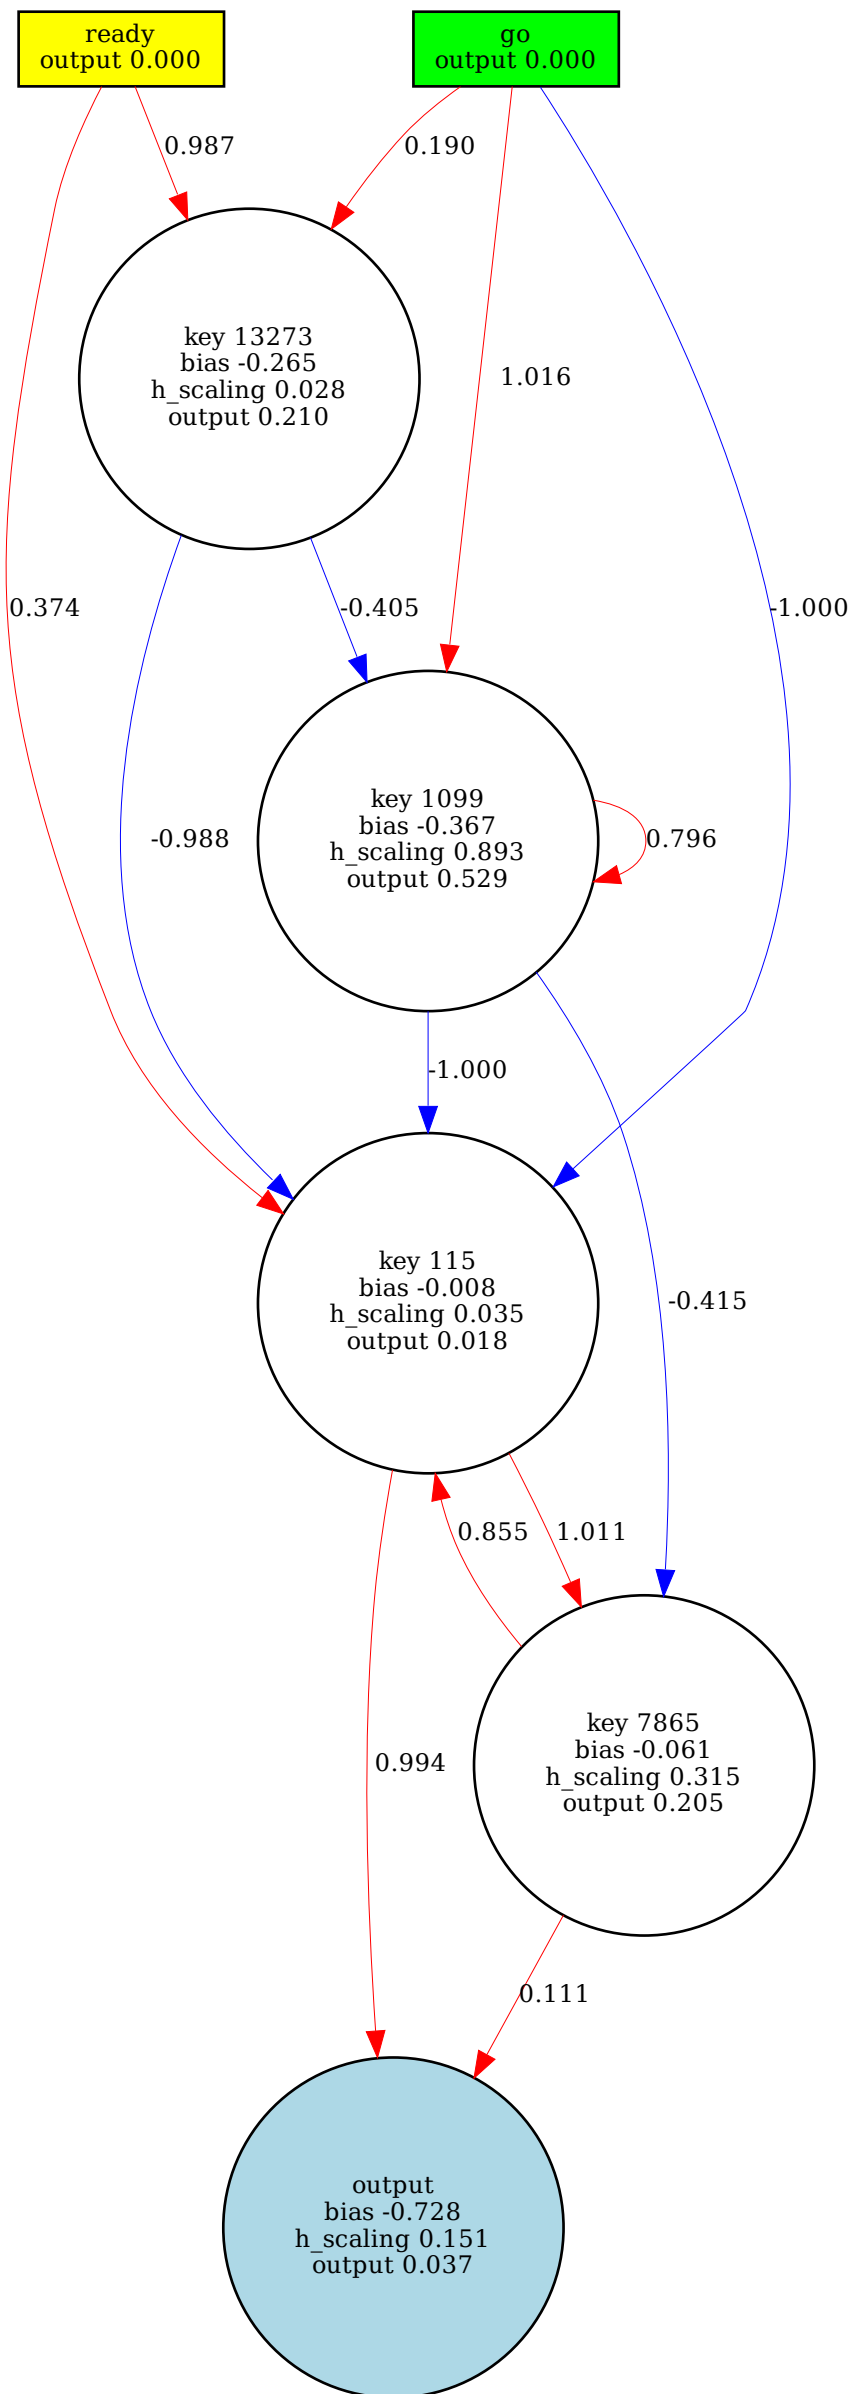 ready
output 0.000
go
output 0.000
0.987
0.190
key 13273
bias -0.265
h_scaling 0.028
output 0.210
1.016
0.374
-0.405
-1.000
key 1099
bias -0.367
h_scaling 0.893
output 0.529
-0.988
0.796
-1.000
key 115
bias -0.008
h_scaling 0.035
output 0.018
-0.415
0.855
1.011
key 7865
bias -0.061
h_scaling 0.315
output 0.205
0.994
0.111
output
bias -0.728
h_scaling 0.151
output 0.037